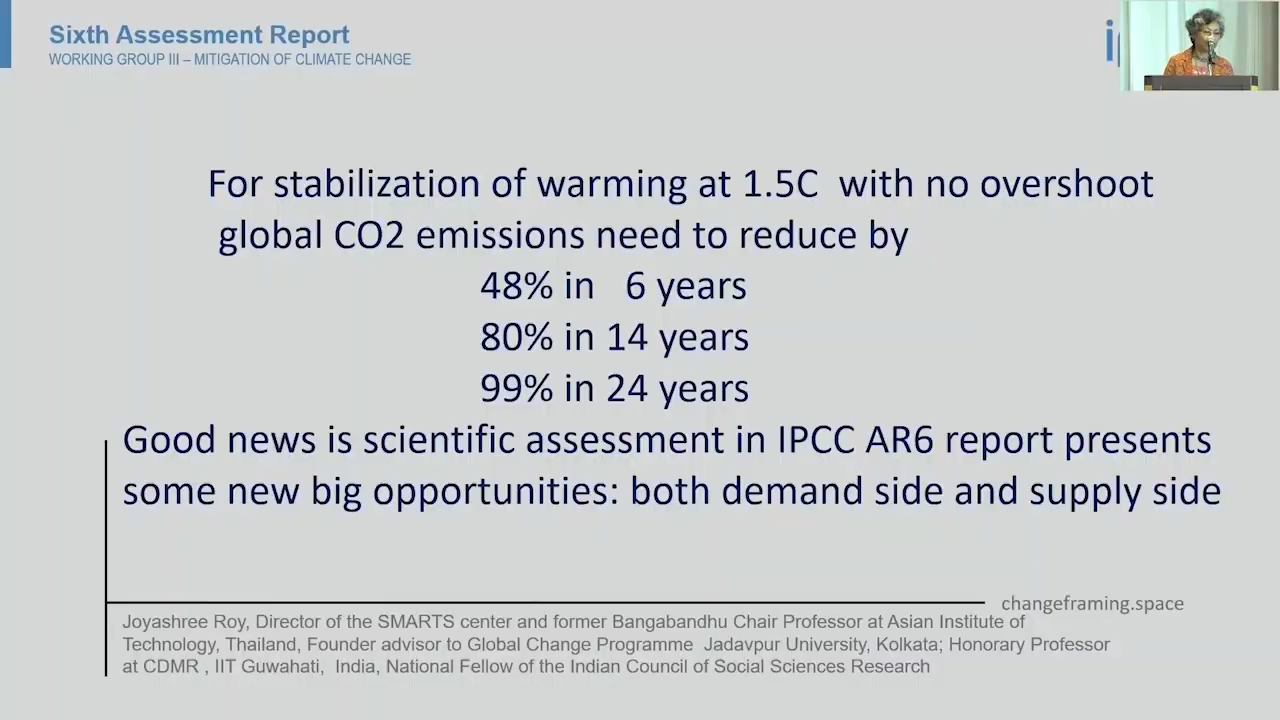 Sixth Assessment Report
WORKING GROUP III – MITIGATION OF CLIMATE CHANGE
For stabilization of warming at 1.5C with no overshoot
global CO2 emissions need to reduce by
48% in 6 years
80% in 14 years
99% in 24 years
Good news is scientific assessment in IPCC AR6 report presents
some new big opportunities: both demand side and supply side
changeframing.space
Joyashree Roy, Director of the SMARTS center and former Bangabandhu Chair Professor at Asian Institute of
Technology, Thailand, Founder advisor to Global Change Programme Jadavpur University, Kolkata; Honorary Professor
at CDMR , IIT Guwahati, India, National Fellow of the Indian Council of Social Sciences Research